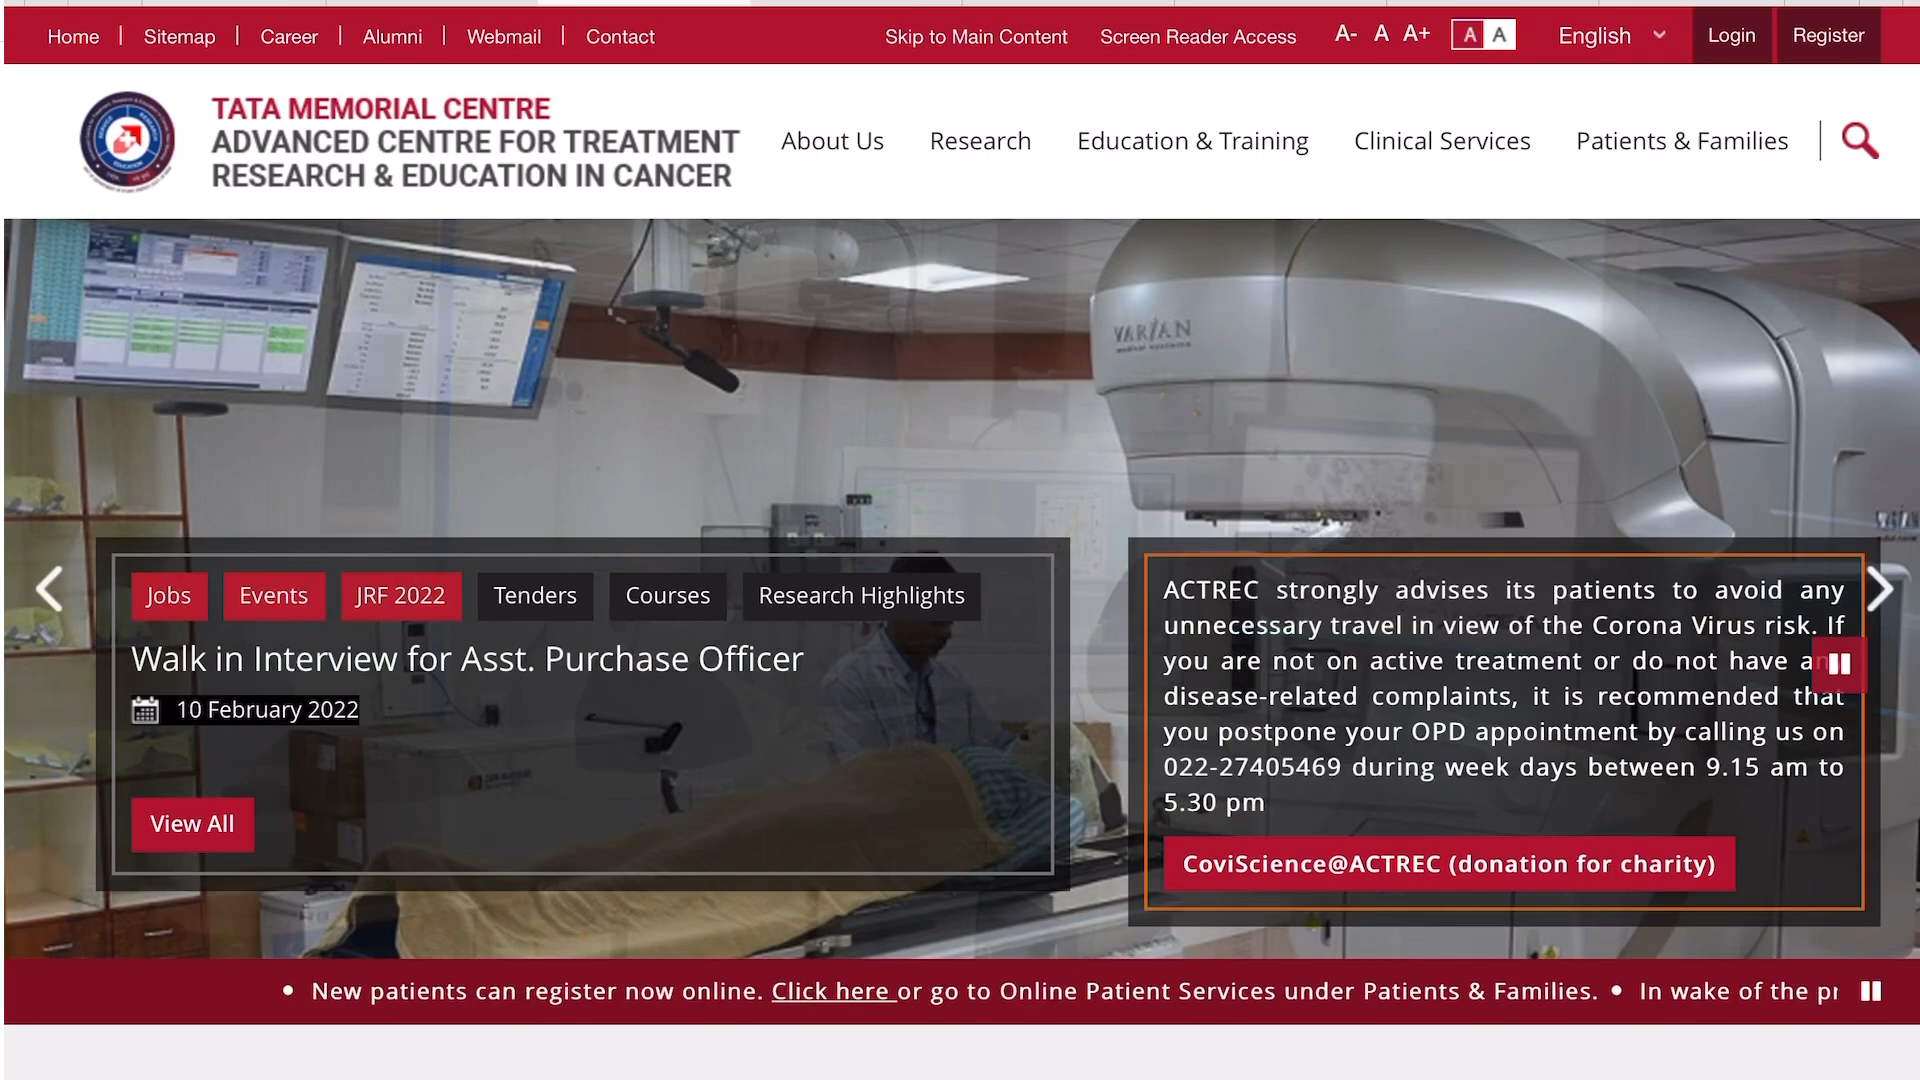 Home | Sitemap | Career | Alumni | Webmail | Contact
Skip to Main Content Screen Reader Access A- A A+ A A English Login Register
TATA MEMORIAL CENTRE
ADVANCED CENTRE FOR TREATMENT
RESEARCH & EDUCATION IN CANCER
About Us Research Education & Training Clinical Services Patients & Families
VARIAN
medical systems
Jobs Events JRF 2022 Tenders Courses Research Highlights
Walk in Interview for Asst. Purchase Officer
10 February 2022
View All
ACTREC strongly advises its patients to avoid any
unnecessary travel in view of the Corona Virus risk. If
you are not on active treatment or do not have
disease-related complaints, it is recommended that
you postpone your OPD appointment by calling us on
022-27405469 during week days between 9.15 am to
5.30 pm
CoviScience@ACTREC (donation for charity)
• New patients can register now online. Click here or go to Online Patient Services under Patients & Families. • In wake of the